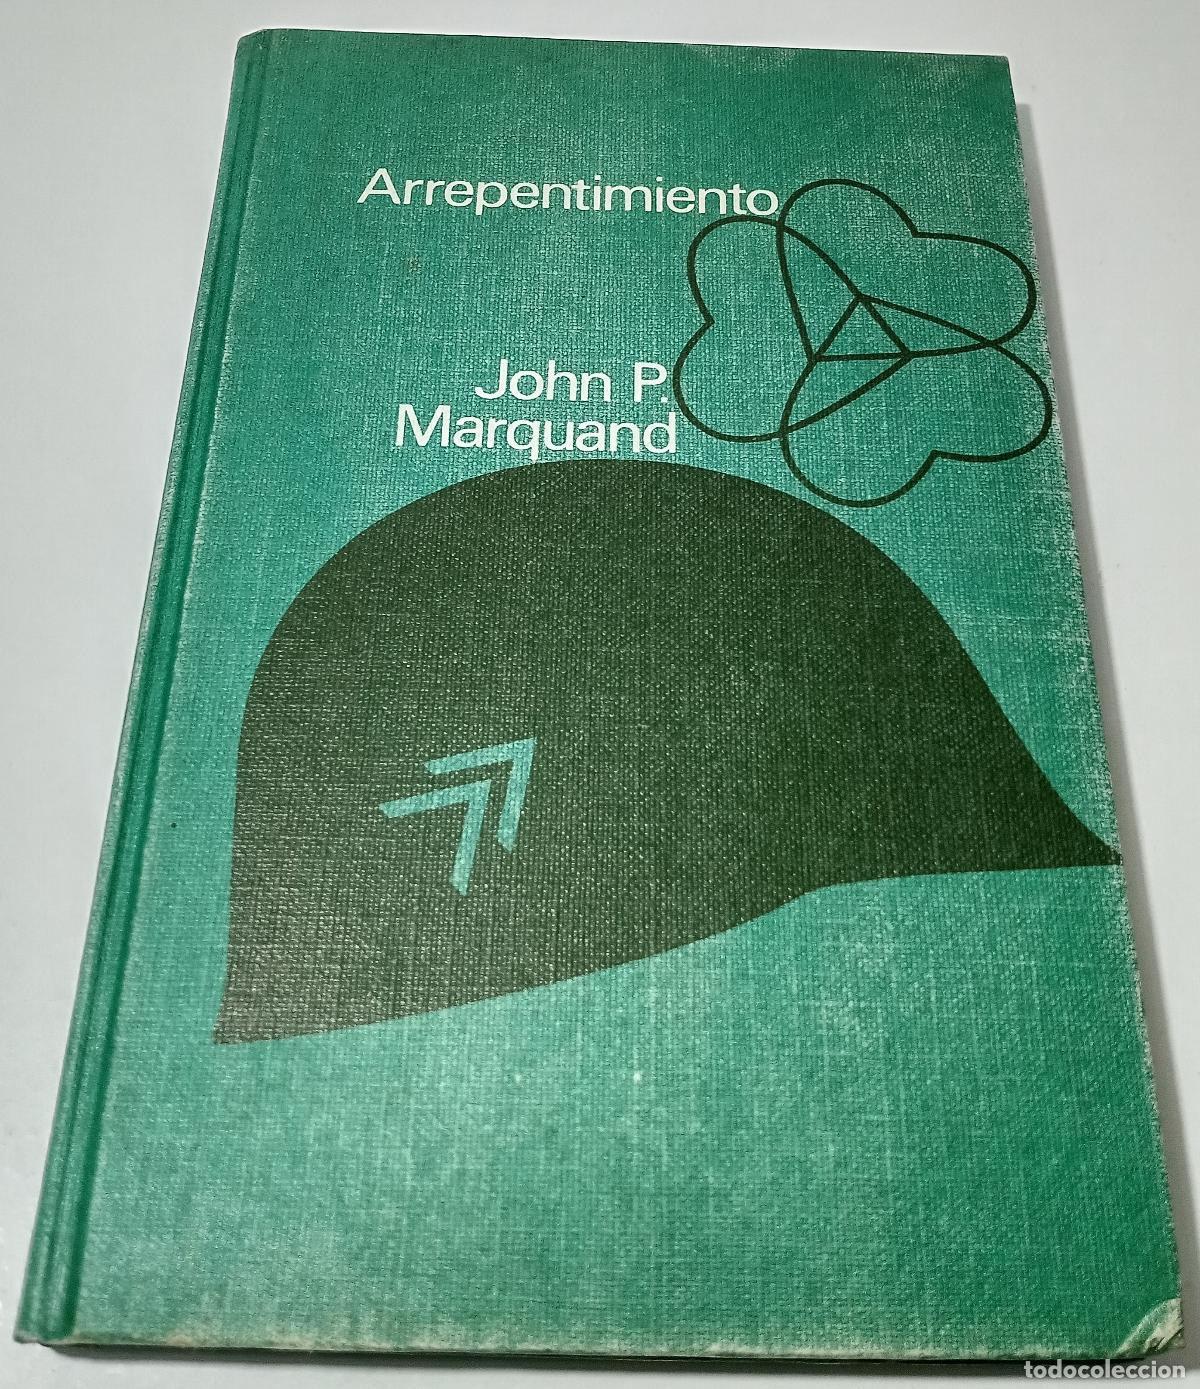 Arrepentimiento
John P.
Marquand
todocoleccion